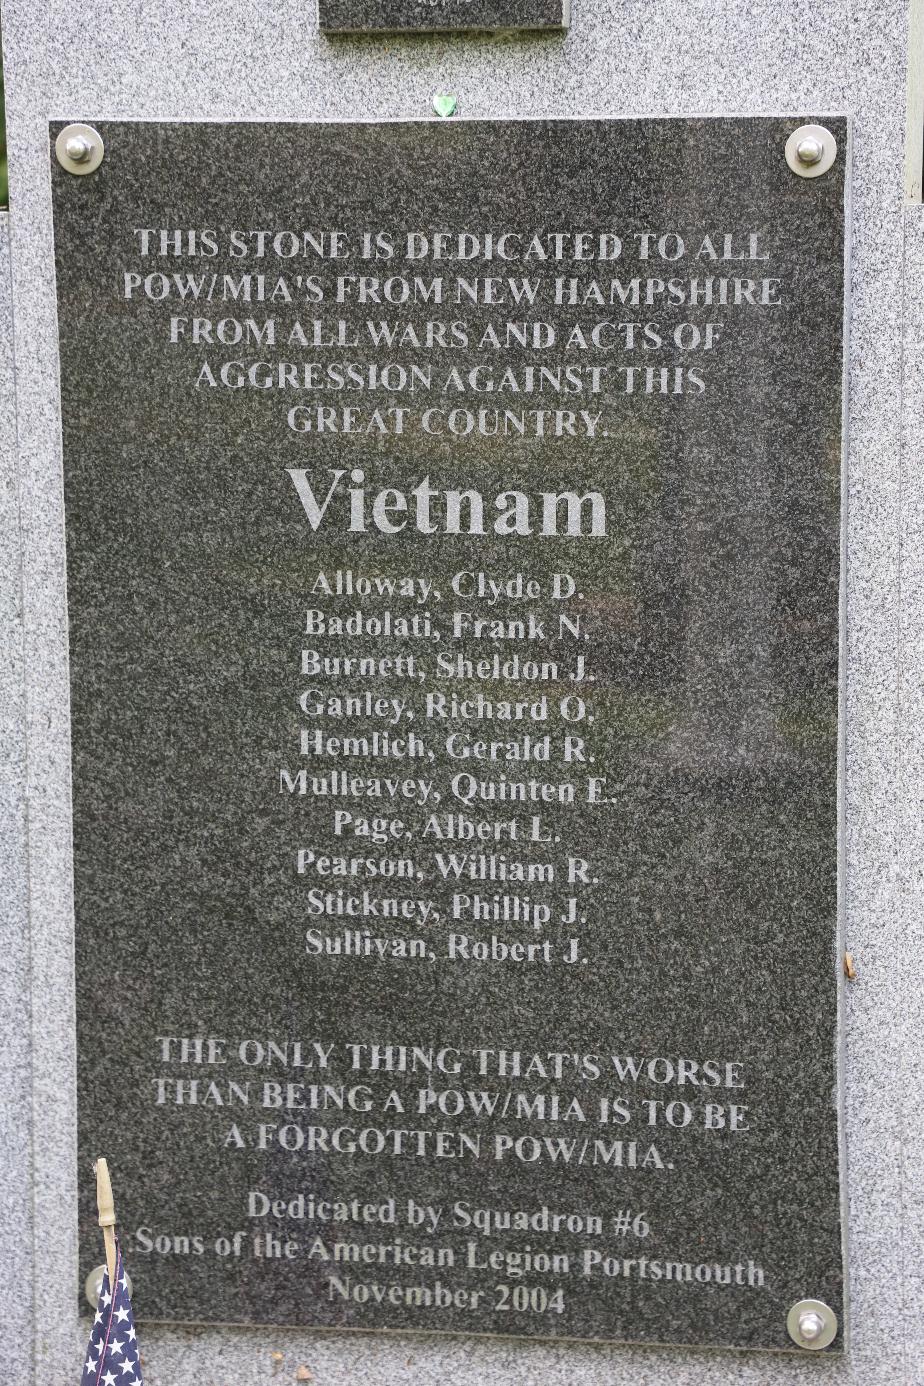 THIS STONE IS DEDICATED TO ALL
POW/MIA'S FROM NEW HAMPSHIRE
FROM ALL WARS AND ACTS OF
AGGRESSION AGAINST THIS
GREAT COUNTRY.
Vietnam
Alloway, Clyde D.
Badolati, Frank N.
Burnett, Sheldon J.
Ganley, Richard O.
Hemlich, Gerald R.
Mulleavey, Quinten E.
Page, Albert L.
Pearson, William R.
Stickney, Phillip J.
Sullivan, Robert J.
THE ONLY THING THAT'S WORSE
THAN BEING A POW/MIA IS TO BE
A FORGOTTEN POW/MIA.
Dedicated by Squadron #6
Sons of the American Legion Portsmouth
November 2004